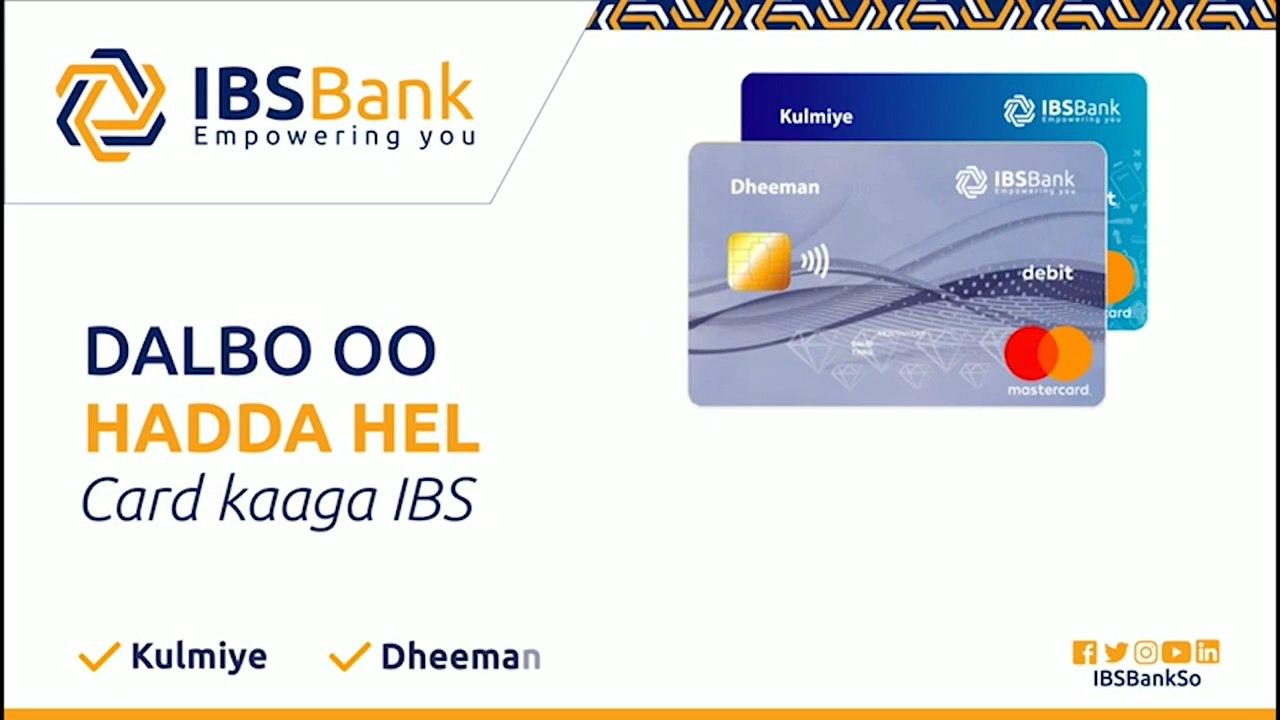 IBSBank
Empowering you
Kulmiye
IBSBank
Empowering you
Dheeman
IBSBank
Empowering you
debit
mastercard
DALBO OO
HADDA HEL
Card kaaga IBS
Kulmiye
Dheeman
IBSBankSo